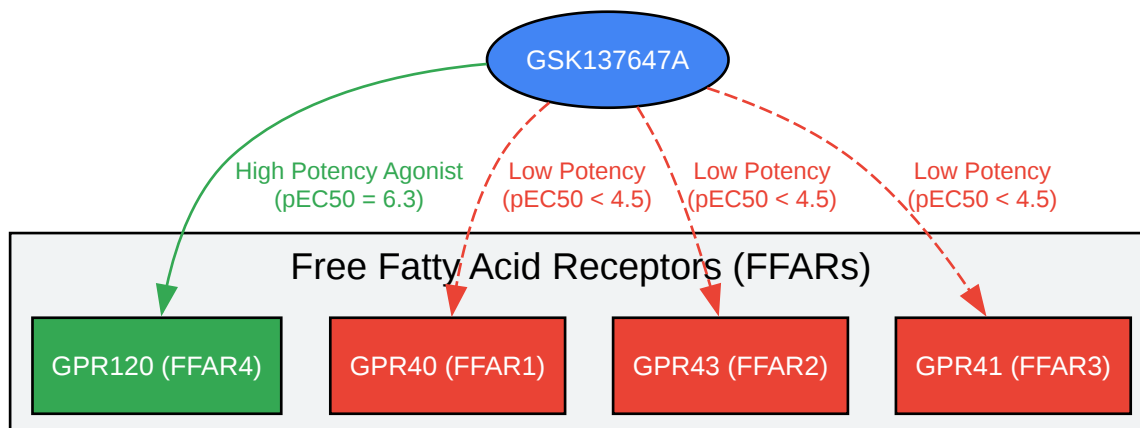 GSK137647A
High Potency Agonist
(pEC50 = 6.3)
Low Potency
(pEC50 < 4.5)
Low Potency
(pEC50 < 4.5)
Low Potency
(pEC50 < 4.5)
Free Fatty Acid Receptors (FFARs)
GPR120 (FFAR4)
GPR40 (FFAR1)
GPR43 (FFAR2)
GPR41 (FFAR3)